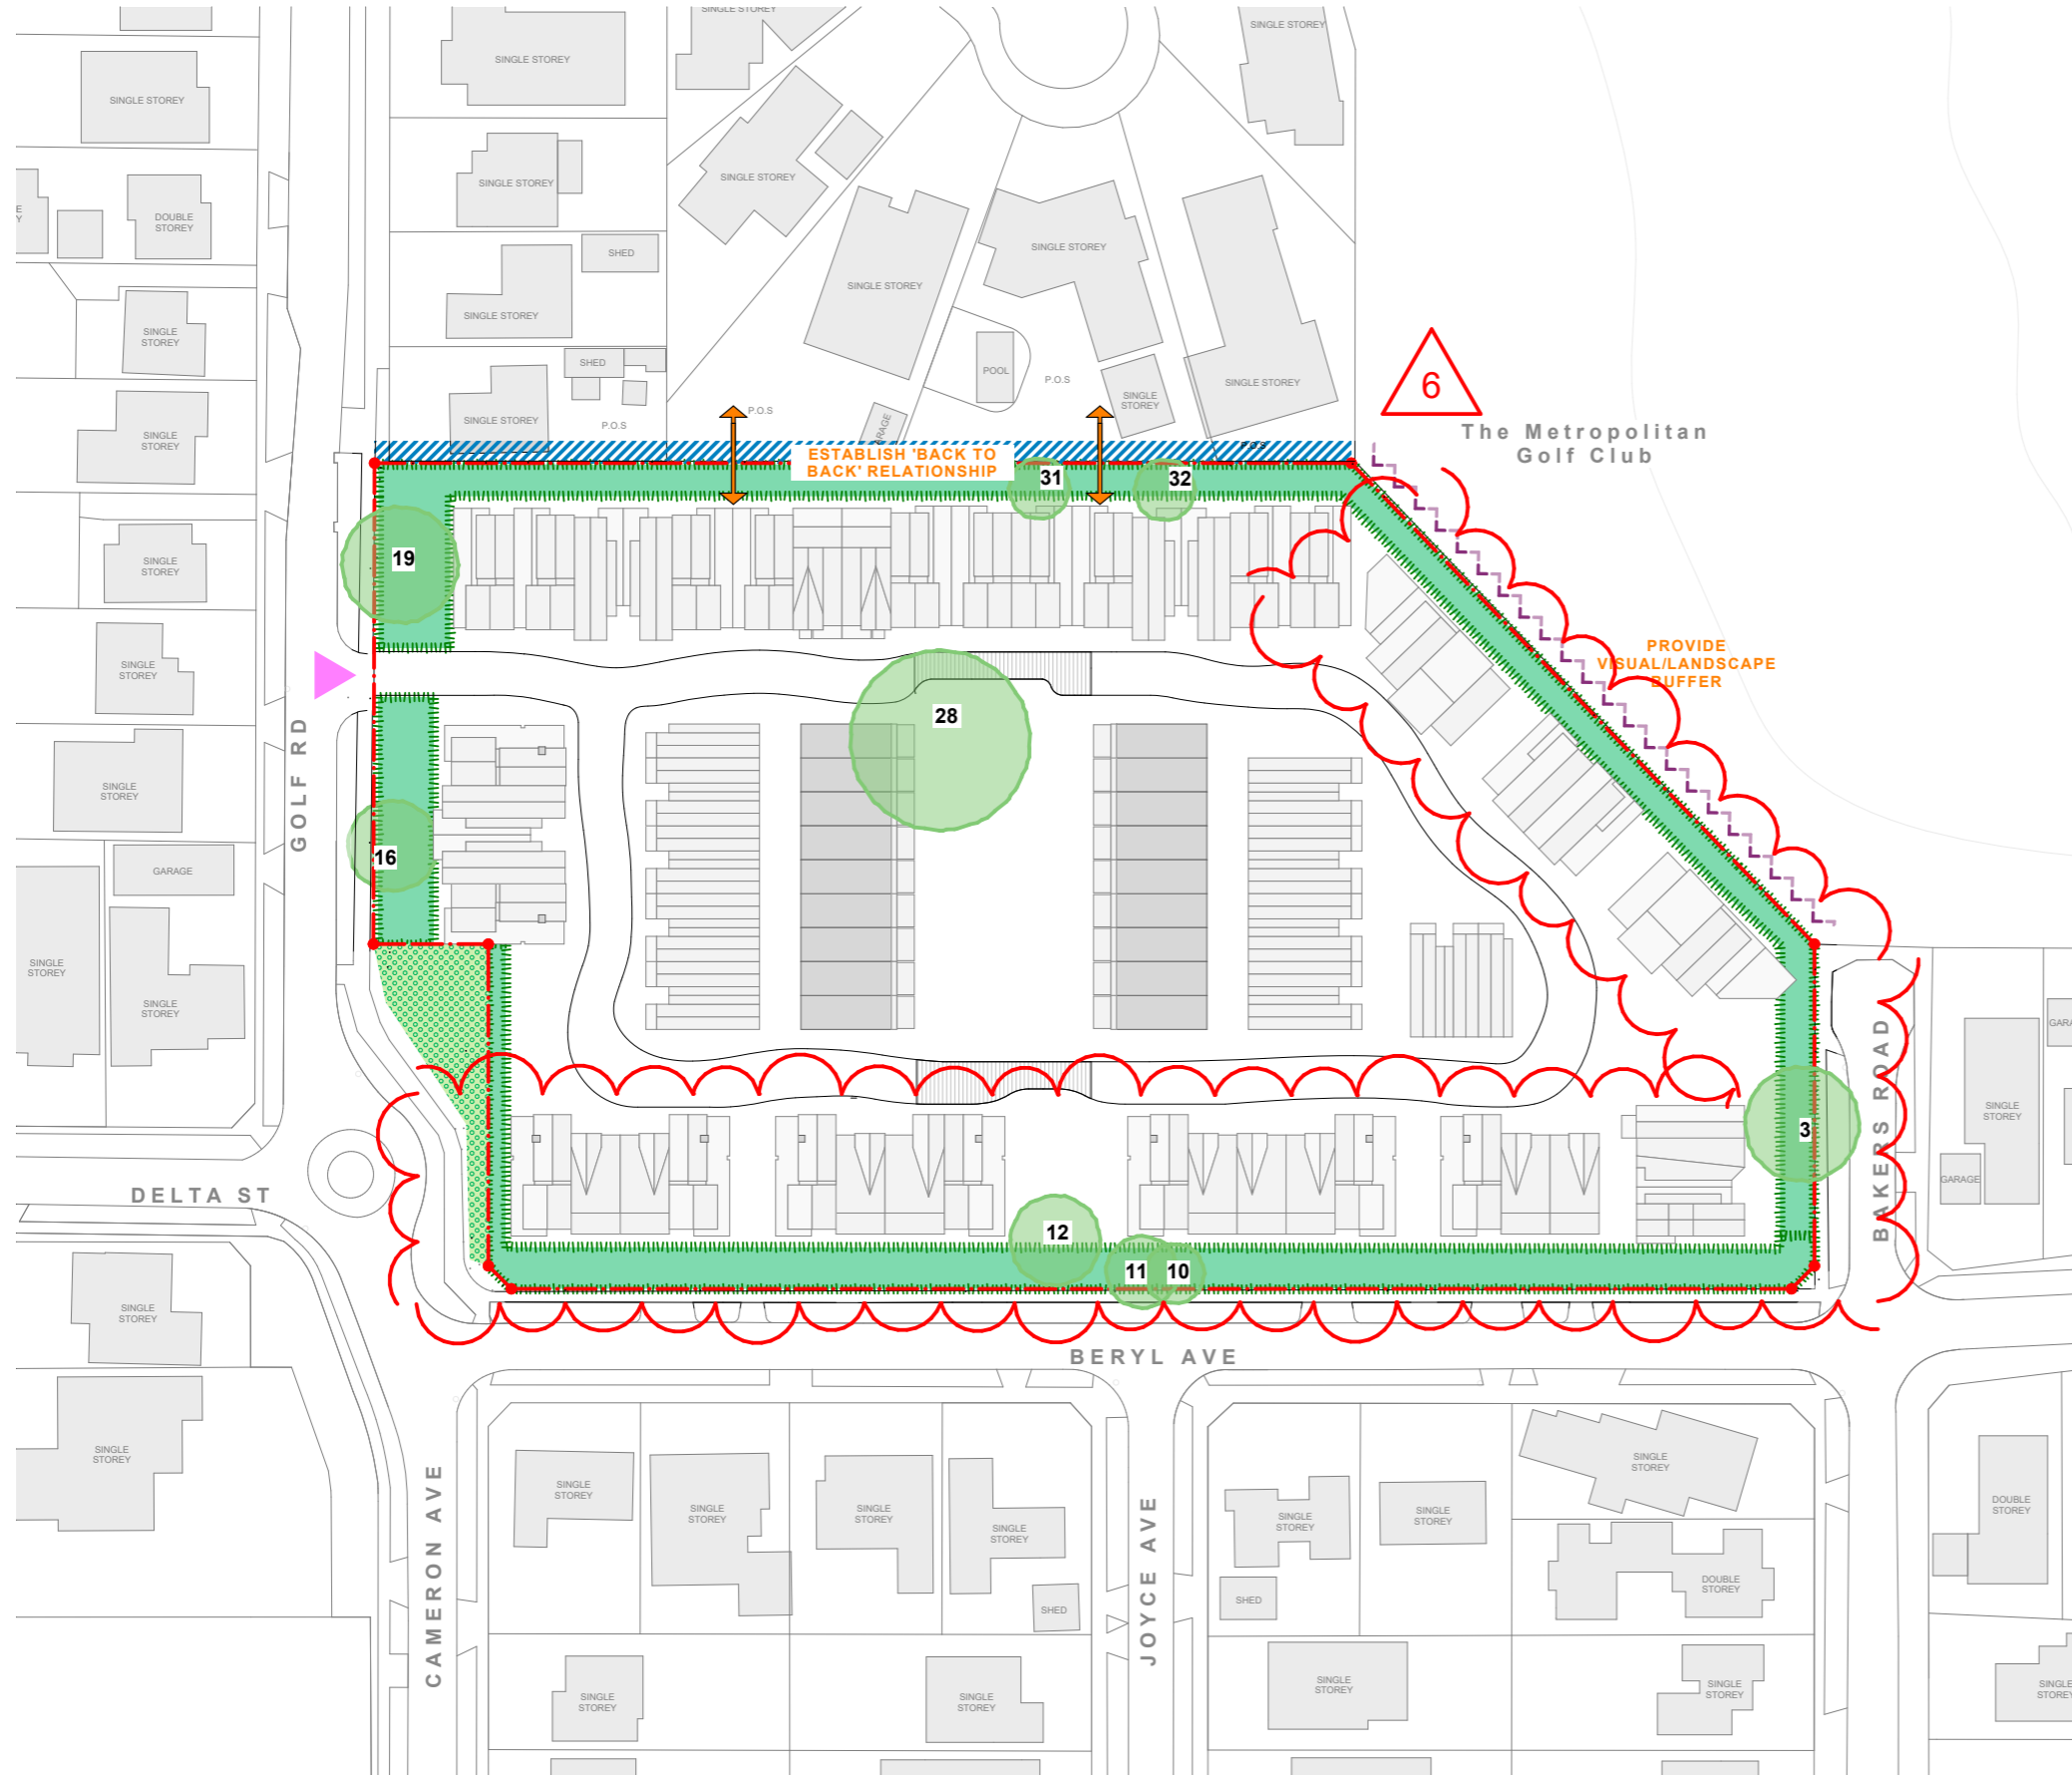 SINGLE STOREY
SINGLE STOREY
SINGLE STOREY
SINGLE STOREY
SINGLE STOREY
SINGLE STOREY
DOUBLE
STOREY
SINGLE STOREY
SINGLE STOREY
SHED
SINGLE STOREY
SINGLE STOREY
SINGLE
STOREY
SHED
POOL
P.O.S
SINGLE STOREY
SINGLE
STOREY
6
SINGLE STOREY
P.O.S
P.O.S
SINGLE
STOREY
The Metropolitan
Golf Club
P.O.S
ESTABLISH 'BACK TO
BACK' RELATIONSHIP
31
32
19
SINGLE
STOREY
PROVIDE
VISUAL/LANDSCAPE
BUFFER
SINGLE
STOREY
28
GOLF RD
SINGLE
STOREY
16
GARAGE
SINGLE
STOREY
SINGLE
STOREY
BAKERS ROAD
SINGLE
STOREY
3
GARAGE
DELTA ST
12
11
10
SINGLE
STOREY
BERYL AVE
SINGLE
STOREY
CAMERON AVE
SINGLE
STOREY
SINGLE
STOREY
SINGLE
STOREY
SINGLE
STOREY
JOYCE AVE
SINGLE
STOREY
SINGLE
STOREY
SINGLE
STOREY
DOUBLE
STOREY
SHED
SHED
DOUBLE
STOREY
SINGLE
STOREY
SINGLE
STOREY
SINGLE
STOREY
SINGLE
STOREY
SINGLE